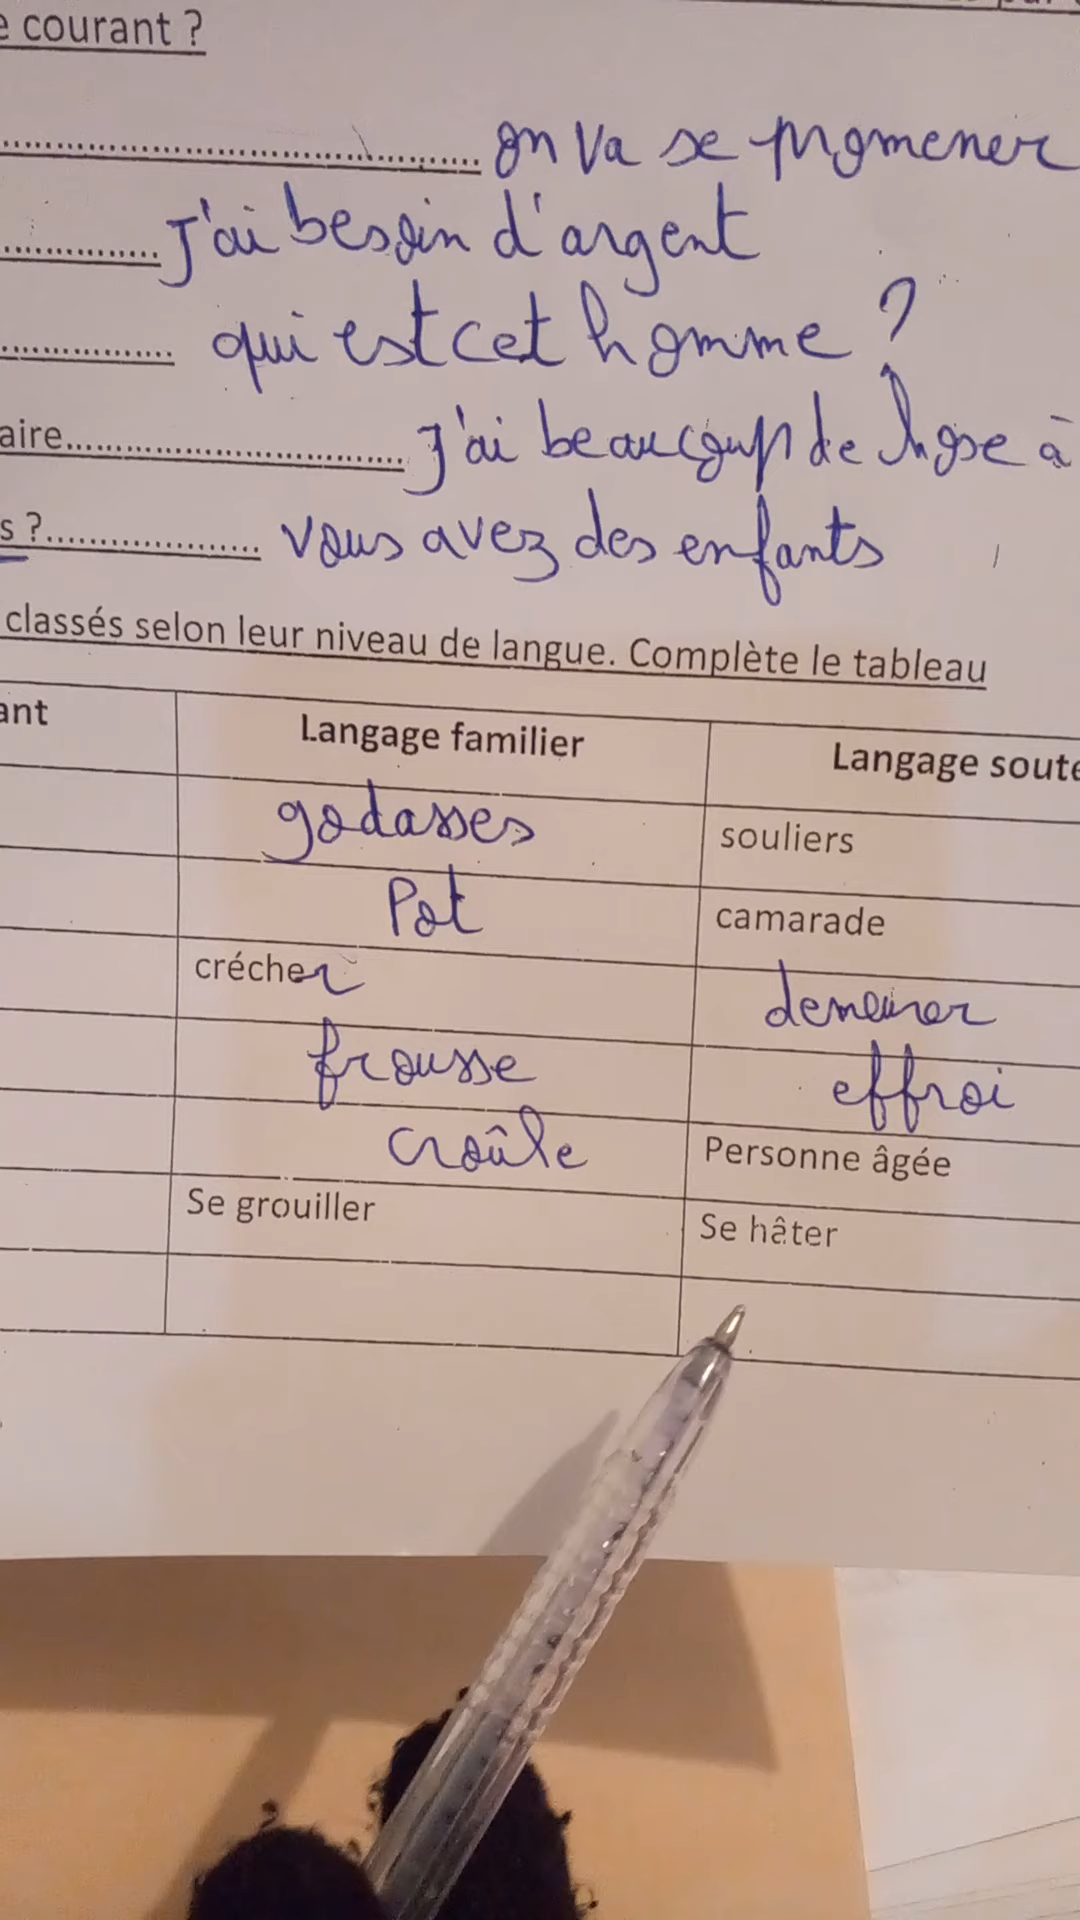 e courant ?
on va se promener
J'ai besoin d'argent
qui est cet homme ?
aire.......... J'ai beaucoup de hose à
s ?.......... vous avez des enfants
classés selon leur niveau de langue. Complète le tableau
ant Langage familier Langage soute
godasses souliers
Pot camarade
crécher demeurer
frousse effroi
croûle Personne âgée
Se grouiller Se hâter